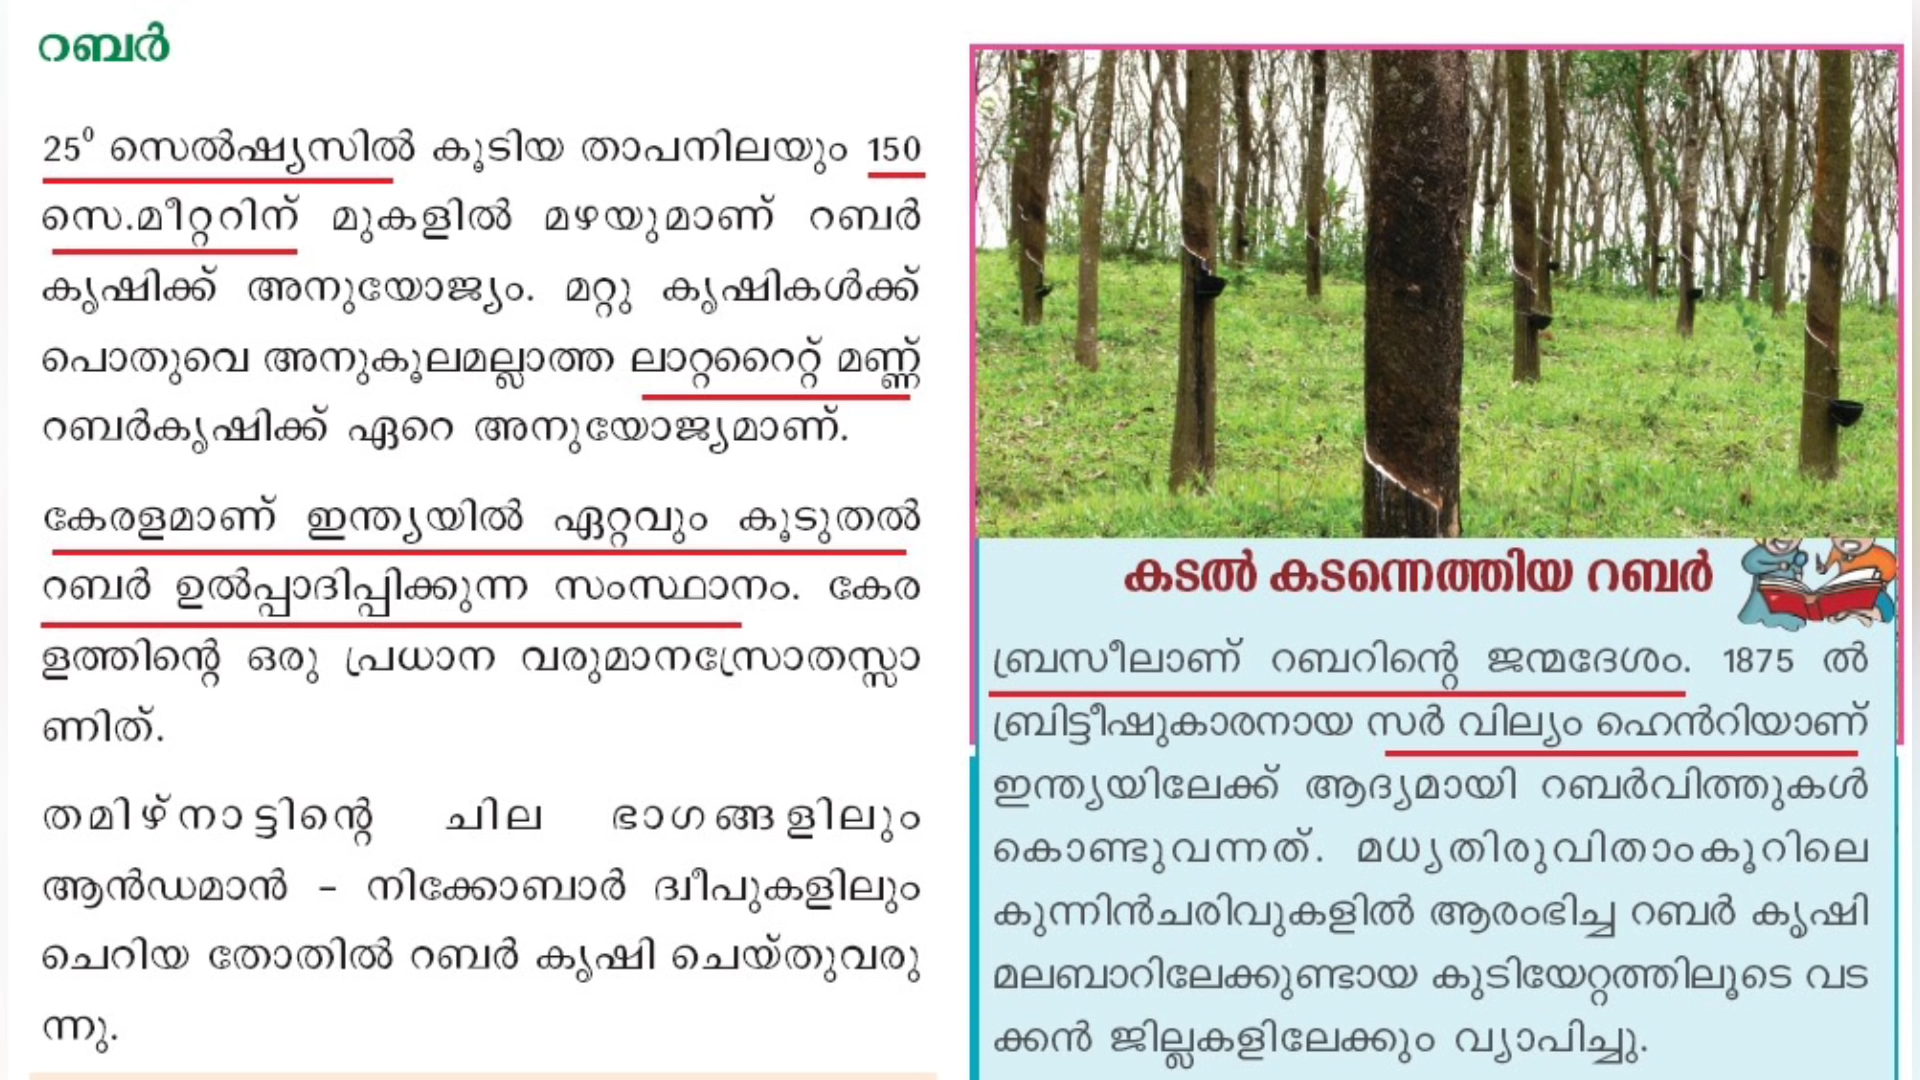 റബർ
25⁰ സെൽഷ്യസിൽ കൂടിയ താപനിലയും 150
സെ.മീറ്ററിന് മുകളിൽ മഴയുമാണ് റബർ
കൃഷിക്ക് അനുയോജ്യം. മറ്റു കൃഷികൾക്ക്
പൊതുവെ അനുകൂലമല്ലാത്ത ലാറ്ററൈറ്റ് മണ്ണ്
റബർകൃഷിക്ക് ഏറെ അനുയോജ്യമാണ്.
കേരളമാണ് ഇന്ത്യയിൽ ഏറ്റവും കൂടുതൽ
റബർ ഉൽപ്പാദിപ്പിക്കുന്ന സംസ്ഥാനം. കേര
ളത്തിന്റെ ഒരു പ്രധാന വരുമാനസ്രോതസ്സാ
ണിത്.
തമിഴ്നാട്ടിന്റെ ചില ഭാഗങ്ങളിലും
ആൻഡമാൻ – നിക്കോബാർ ദ്വീപുകളിലും
ചെറിയ തോതിൽ റബർ കൃഷി ചെയ്തുവരു
ന്നു.
കടൽ കടന്നെത്തിയ റബർ
ബ്രസീലാണ് റബറിന്റെ ജന്മദേശം. 1875 ൽ
ബ്രിട്ടീഷുകാരനായ സർ വില്യം ഹെൻറിയാണ്
ഇന്ത്യയിലേക്ക് ആദ്യമായി റബർവിത്തുകൾ
കൊണ്ടുവന്നത്. മധ്യതിരുവിതാംകൂറിലെ
കുന്നിൻചരിവുകളിൽ ആരംഭിച്ച റബർ കൃഷി
മലബാറിലേക്കുണ്ടായ കുടിയേറ്റത്തിലൂടെ വട
ക്കൻ ജില്ലകളിലേക്കും വ്യാപിച്ചു.